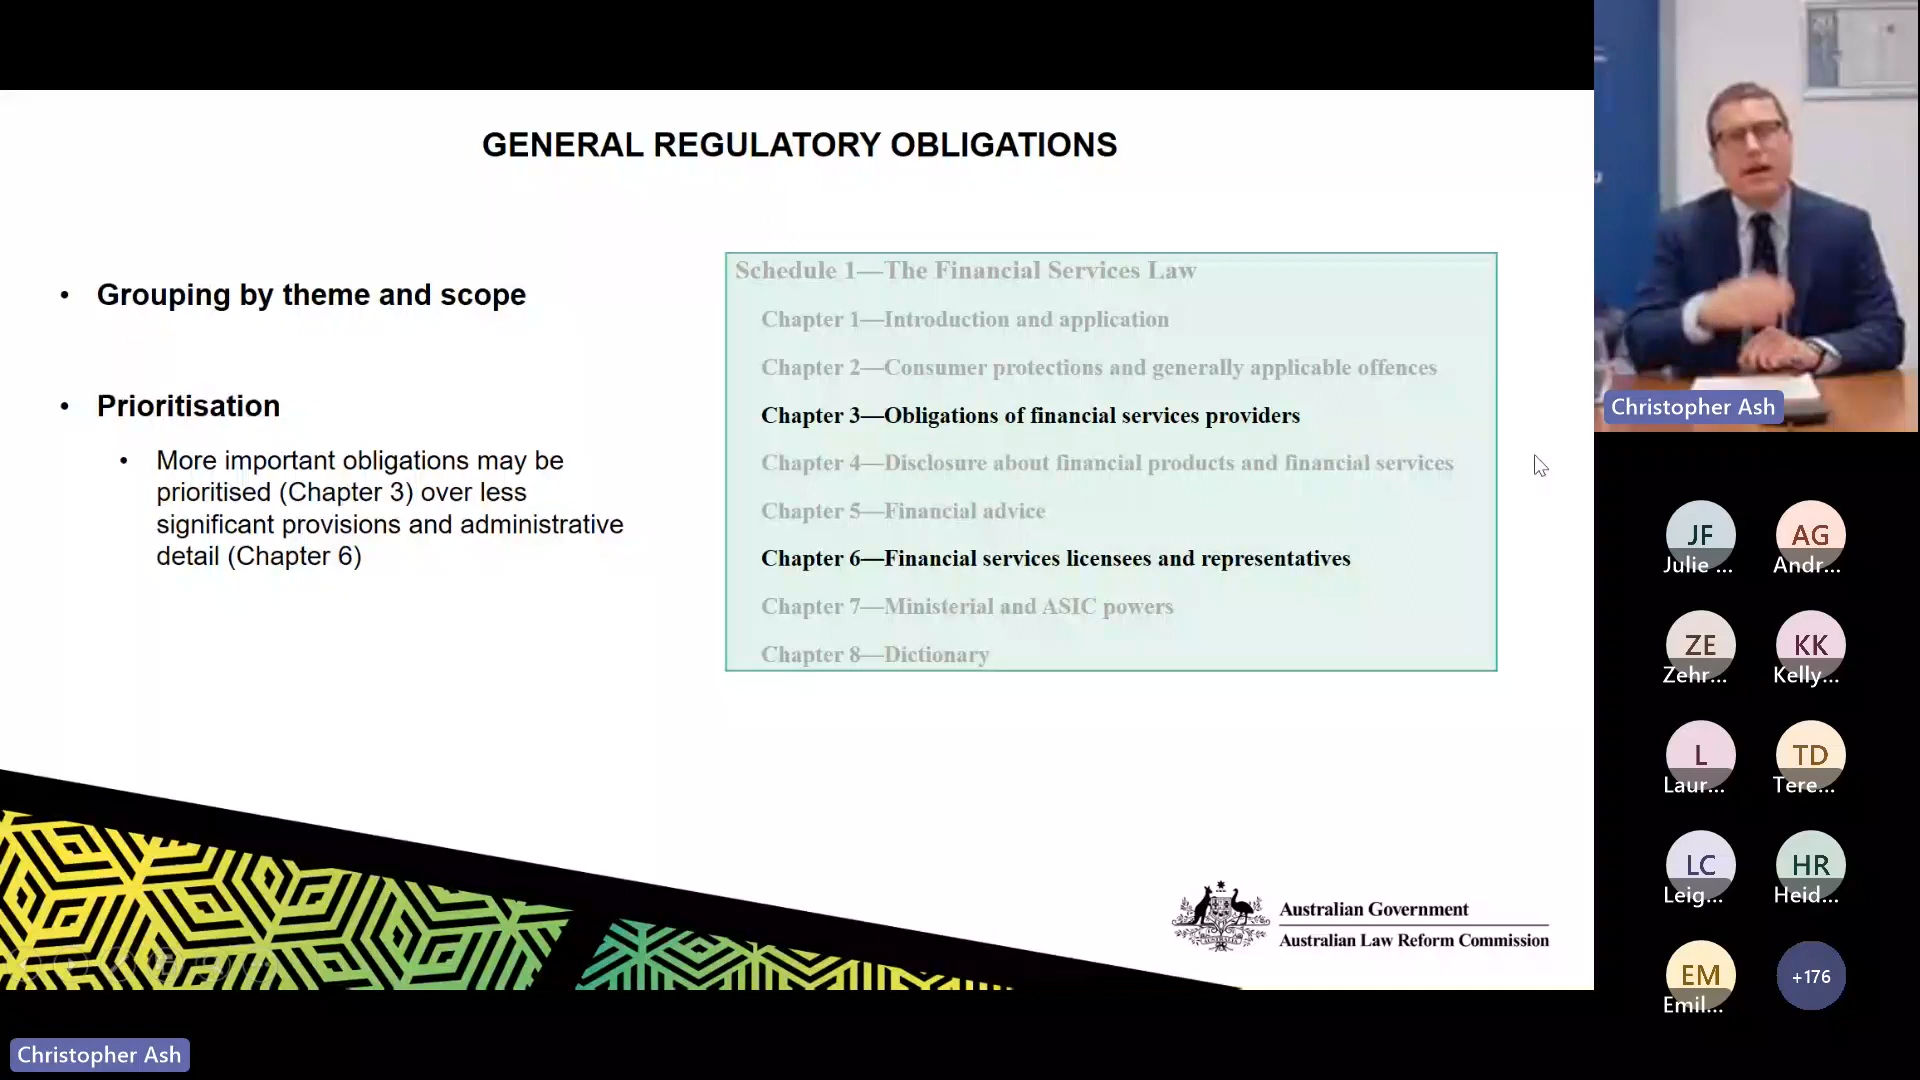 GENERAL REGULATORY OBLIGATIONS
• Grouping by theme and scope
• Prioritisation
• More important obligations may be
prioritised (Chapter 3) over less
significant provisions and administrative
detail (Chapter 6)
Schedule 1—The Financial Services Law
Chapter 1—Introduction and application
Chapter 2—Consumer protections and generally applicable offences
Chapter 3—Obligations of financial services providers
Chapter 4—Disclosure about financial products and financial services
Chapter 5—Financial advice
Chapter 6—Financial services licensees and representatives
Chapter 7—Ministerial and ASIC powers
Chapter 8—Dictionary
Australian Government
Australian Law Reform Commission
Christopher Ash
Christopher Ash
JF
Julie ...
AG
Andr...
ZE
Zehr...
KK
Kelly...
L
Laur...
TD
Tere...
LC
Leig...
HR
Heid...
EM
Emil...
+176